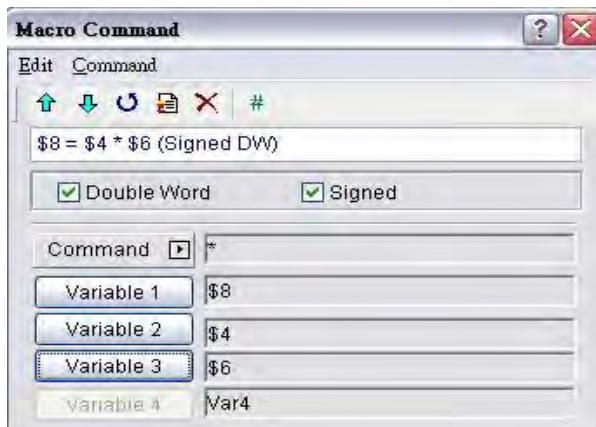 Macro Command
Edit Command
#
$8 = $4 * $6 (Signed DW)
Double Word Signed
Command *
Variable 1 $8
Variable 2 $4
Variable 3 $6
Variable 4 Var4